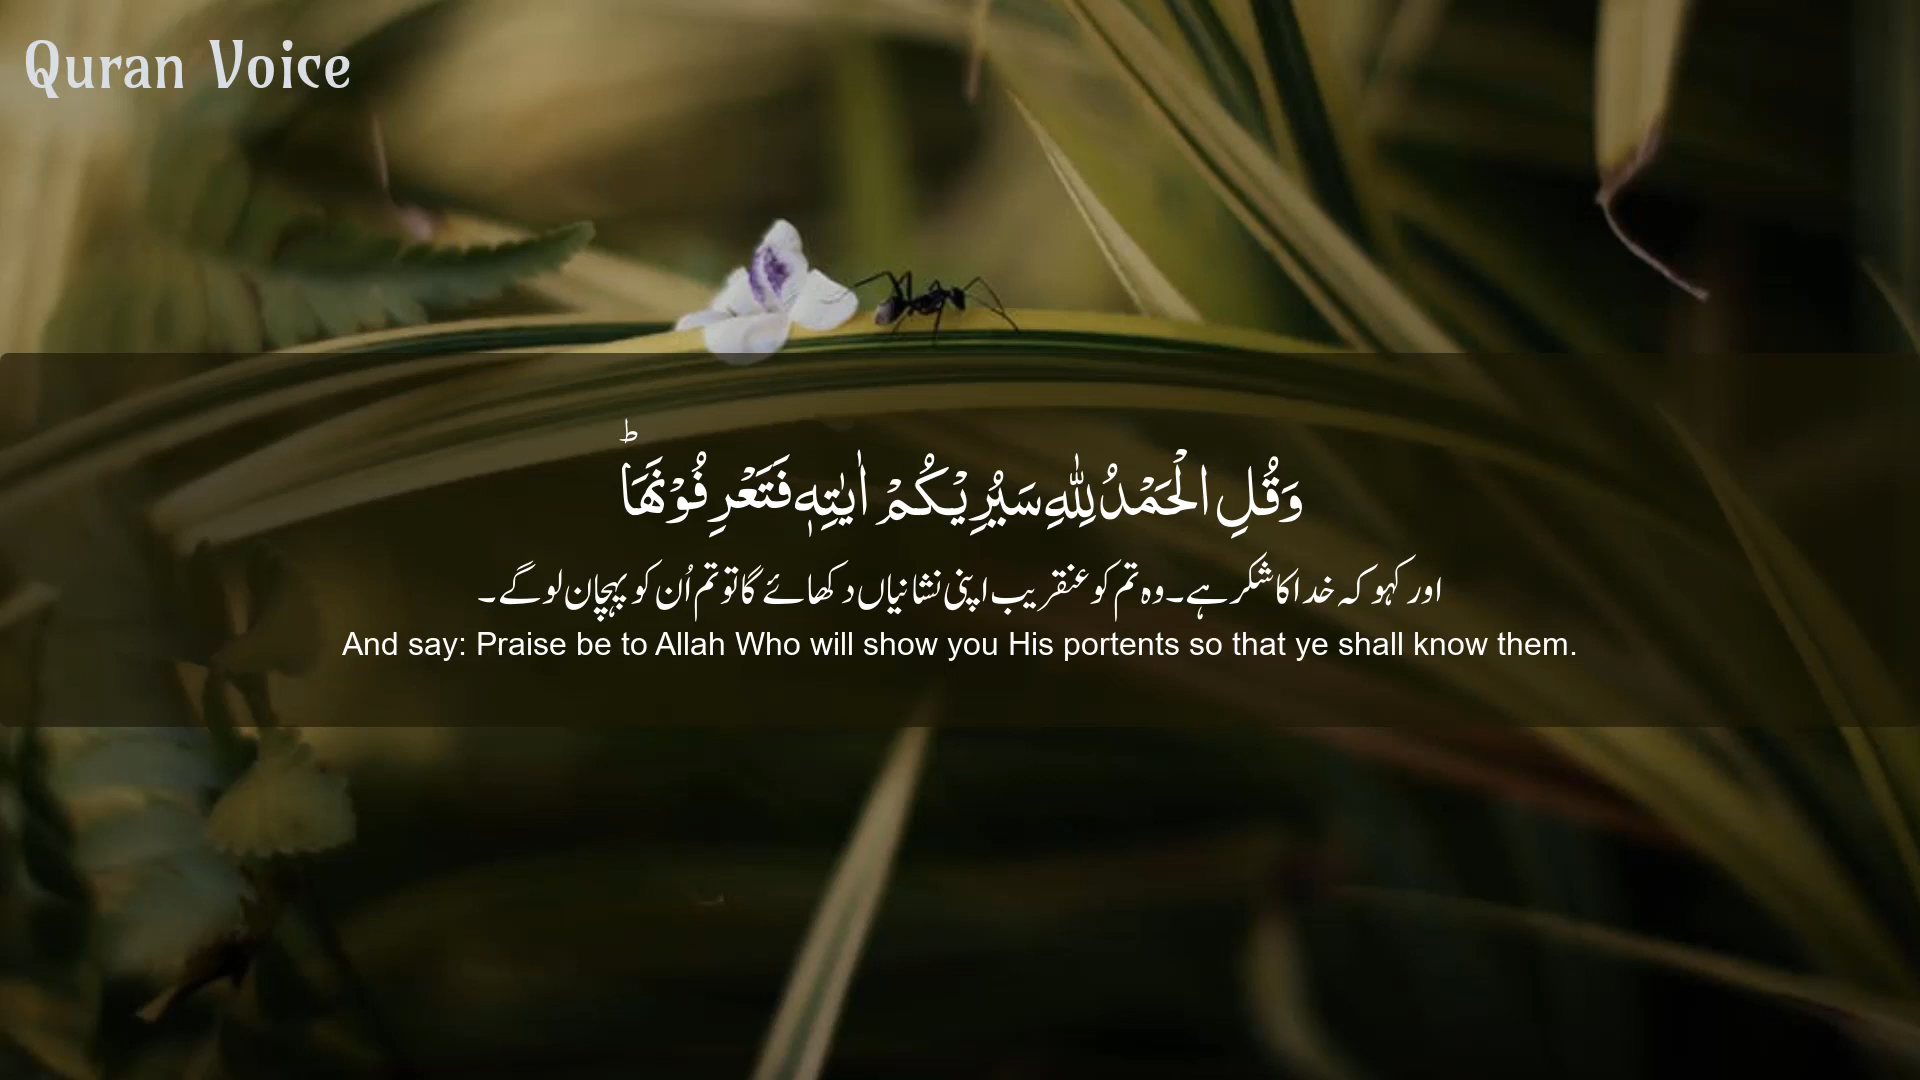 Quran Voice
وَقُلِ الْحَمْدُ لِلّٰهِ سَيُرِيْكُمْ اٰيٰتِهٖ فَتَعْرِفُوْنَهَا ؕ
اور کہو کہ خدا کا شکر ہے۔ وہ تم کو عنقریب اپنی نشانیاں دکھائے گا تو تم اُن کو پہچان لو گے۔
And say: Praise be to Allah Who will show you His portents so that ye shall know them.